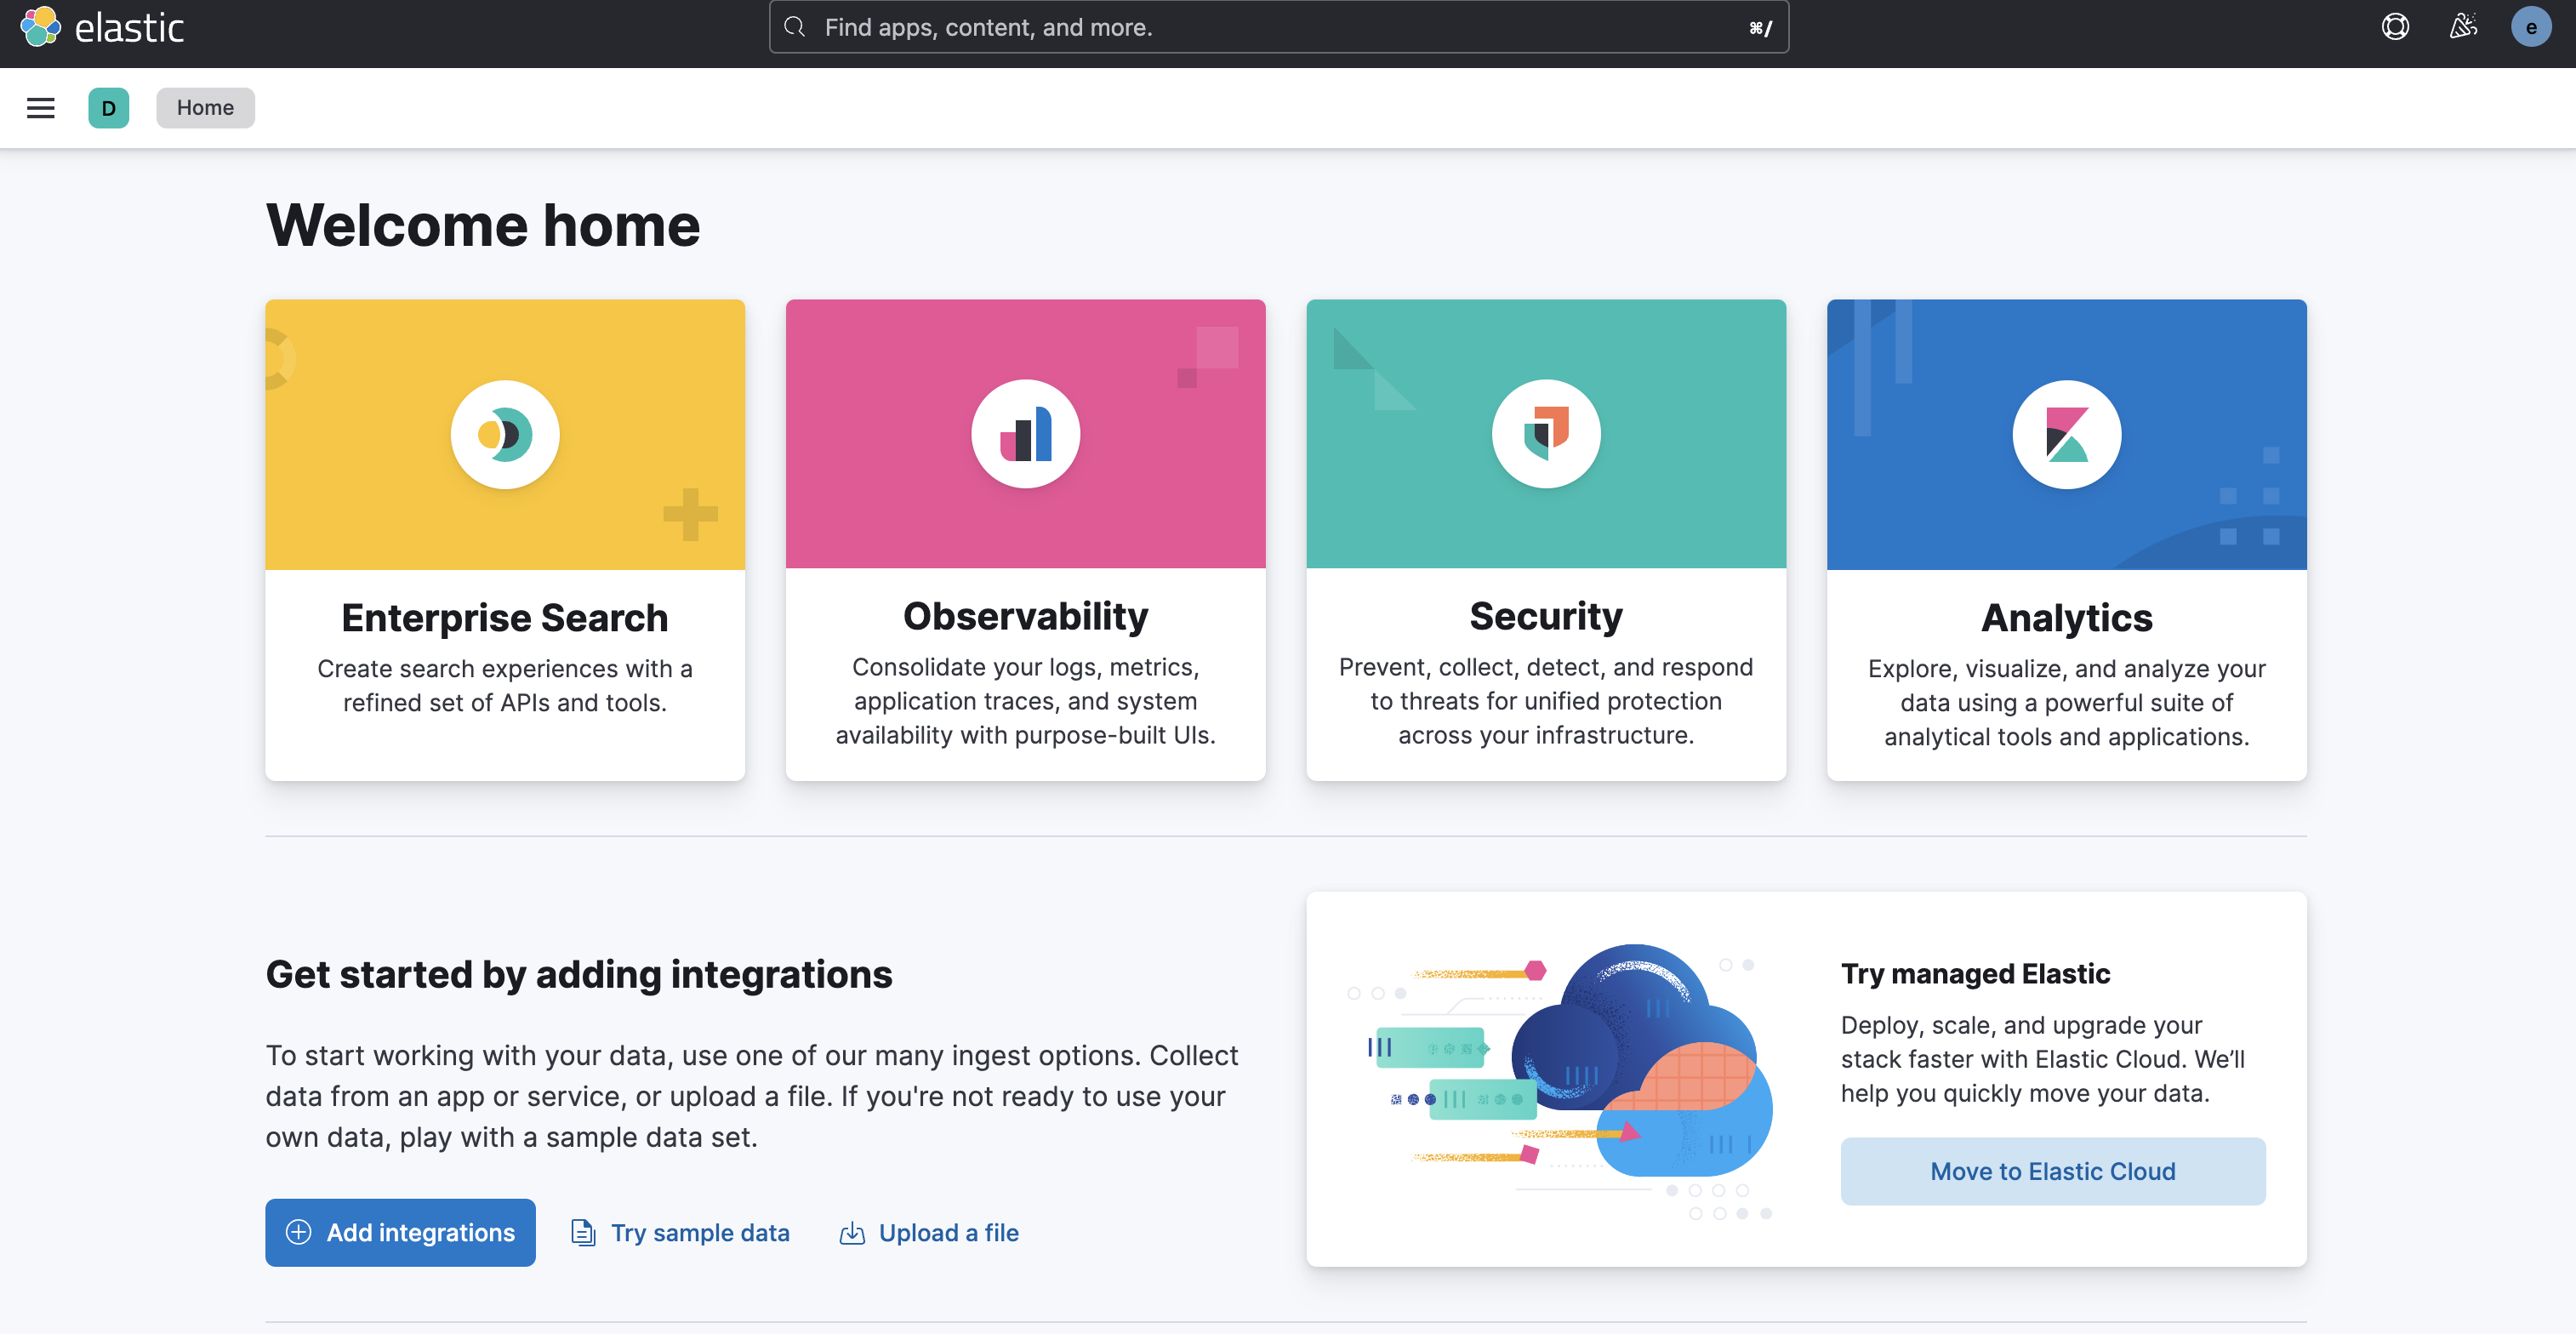 elastic
Find apps, content, and more.
⌘/
e
D
Home
Welcome home
Enterprise Search
Create search experiences with a
refined set of APIs and tools.
Observability
Consolidate your logs, metrics,
application traces, and system
availability with purpose-built UIs.
Security
Prevent, collect, detect, and respond
to threats for unified protection
across your infrastructure.
Analytics
Explore, visualize, and analyze your
data using a powerful suite of
analytical tools and applications.
Get started by adding integrations
To start working with your data, use one of our many ingest options. Collect
data from an app or service, or upload a file. If you're not ready to use your
own data, play with a sample data set.
Add integrations
Try sample data
Upload a file
Try managed Elastic
Deploy, scale, and upgrade your
stack faster with Elastic Cloud. We’ll
help you quickly move your data.
Move to Elastic Cloud